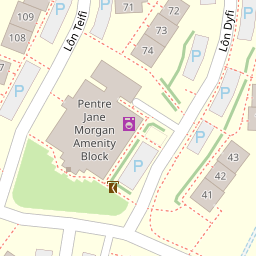 109
108
Lôn Teifi
72
71
73
74
Lôn Dyfi
P
P
P
P
P
P
Pentre
Jane
Morgan
Amenity
Block
43
42
41